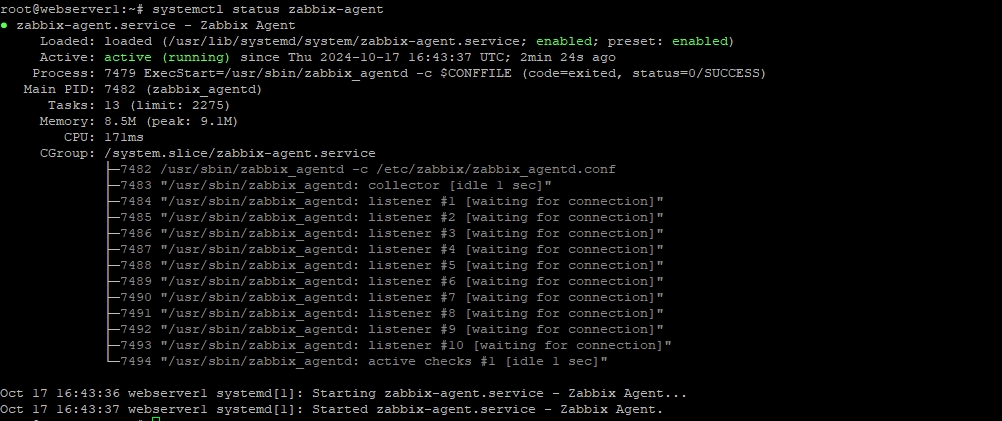 root@webserver1:~# systemctl status zabbix-agent
● zabbix-agent.service - Zabbix Agent
Loaded: loaded (/usr/lib/systemd/system/zabbix-agent.service; enabled; preset: enabled)
Active: active (running) since Thu 2024-10-17 16:43:37 UTC; 2min 24s ago
Process: 7479 ExecStart=/usr/sbin/zabbix_agentd -c $CONFFILE (code=exited, status=0/SUCCESS)
Main PID: 7482 (zabbix_agentd)
Tasks: 13 (limit: 2275)
Memory: 8.5M (peak: 9.1M)
CPU: 171ms
CGroup: /system.slice/zabbix-agent.service
├─7482 /usr/sbin/zabbix_agentd -c /etc/zabbix/zabbix_agentd.conf
├─7483 "/usr/sbin/zabbix_agentd: collector [idle 1 sec]"
├─7484 "/usr/sbin/zabbix_agentd: listener #1 [waiting for connection]"
├─7485 "/usr/sbin/zabbix_agentd: listener #2 [waiting for connection]"
├─7486 "/usr/sbin/zabbix_agentd: listener #3 [waiting for connection]"
├─7487 "/usr/sbin/zabbix_agentd: listener #4 [waiting for connection]"
├─7488 "/usr/sbin/zabbix_agentd: listener #5 [waiting for connection]"
├─7489 "/usr/sbin/zabbix_agentd: listener #6 [waiting for connection]"
├─7490 "/usr/sbin/zabbix_agentd: listener #7 [waiting for connection]"
├─7491 "/usr/sbin/zabbix_agentd: listener #8 [waiting for connection]"
├─7492 "/usr/sbin/zabbix_agentd: listener #9 [waiting for connection]"
├─7493 "/usr/sbin/zabbix_agentd: listener #10 [waiting for connection]"
└─7494 "/usr/sbin/zabbix_agentd: active checks #1 [idle 1 sec]"
Oct 17 16:43:36 webserver1 systemd[1]: Starting zabbix-agent.service - Zabbix Agent...
Oct 17 16:43:37 webserver1 systemd[1]: Started zabbix-agent.service - Zabbix Agent.